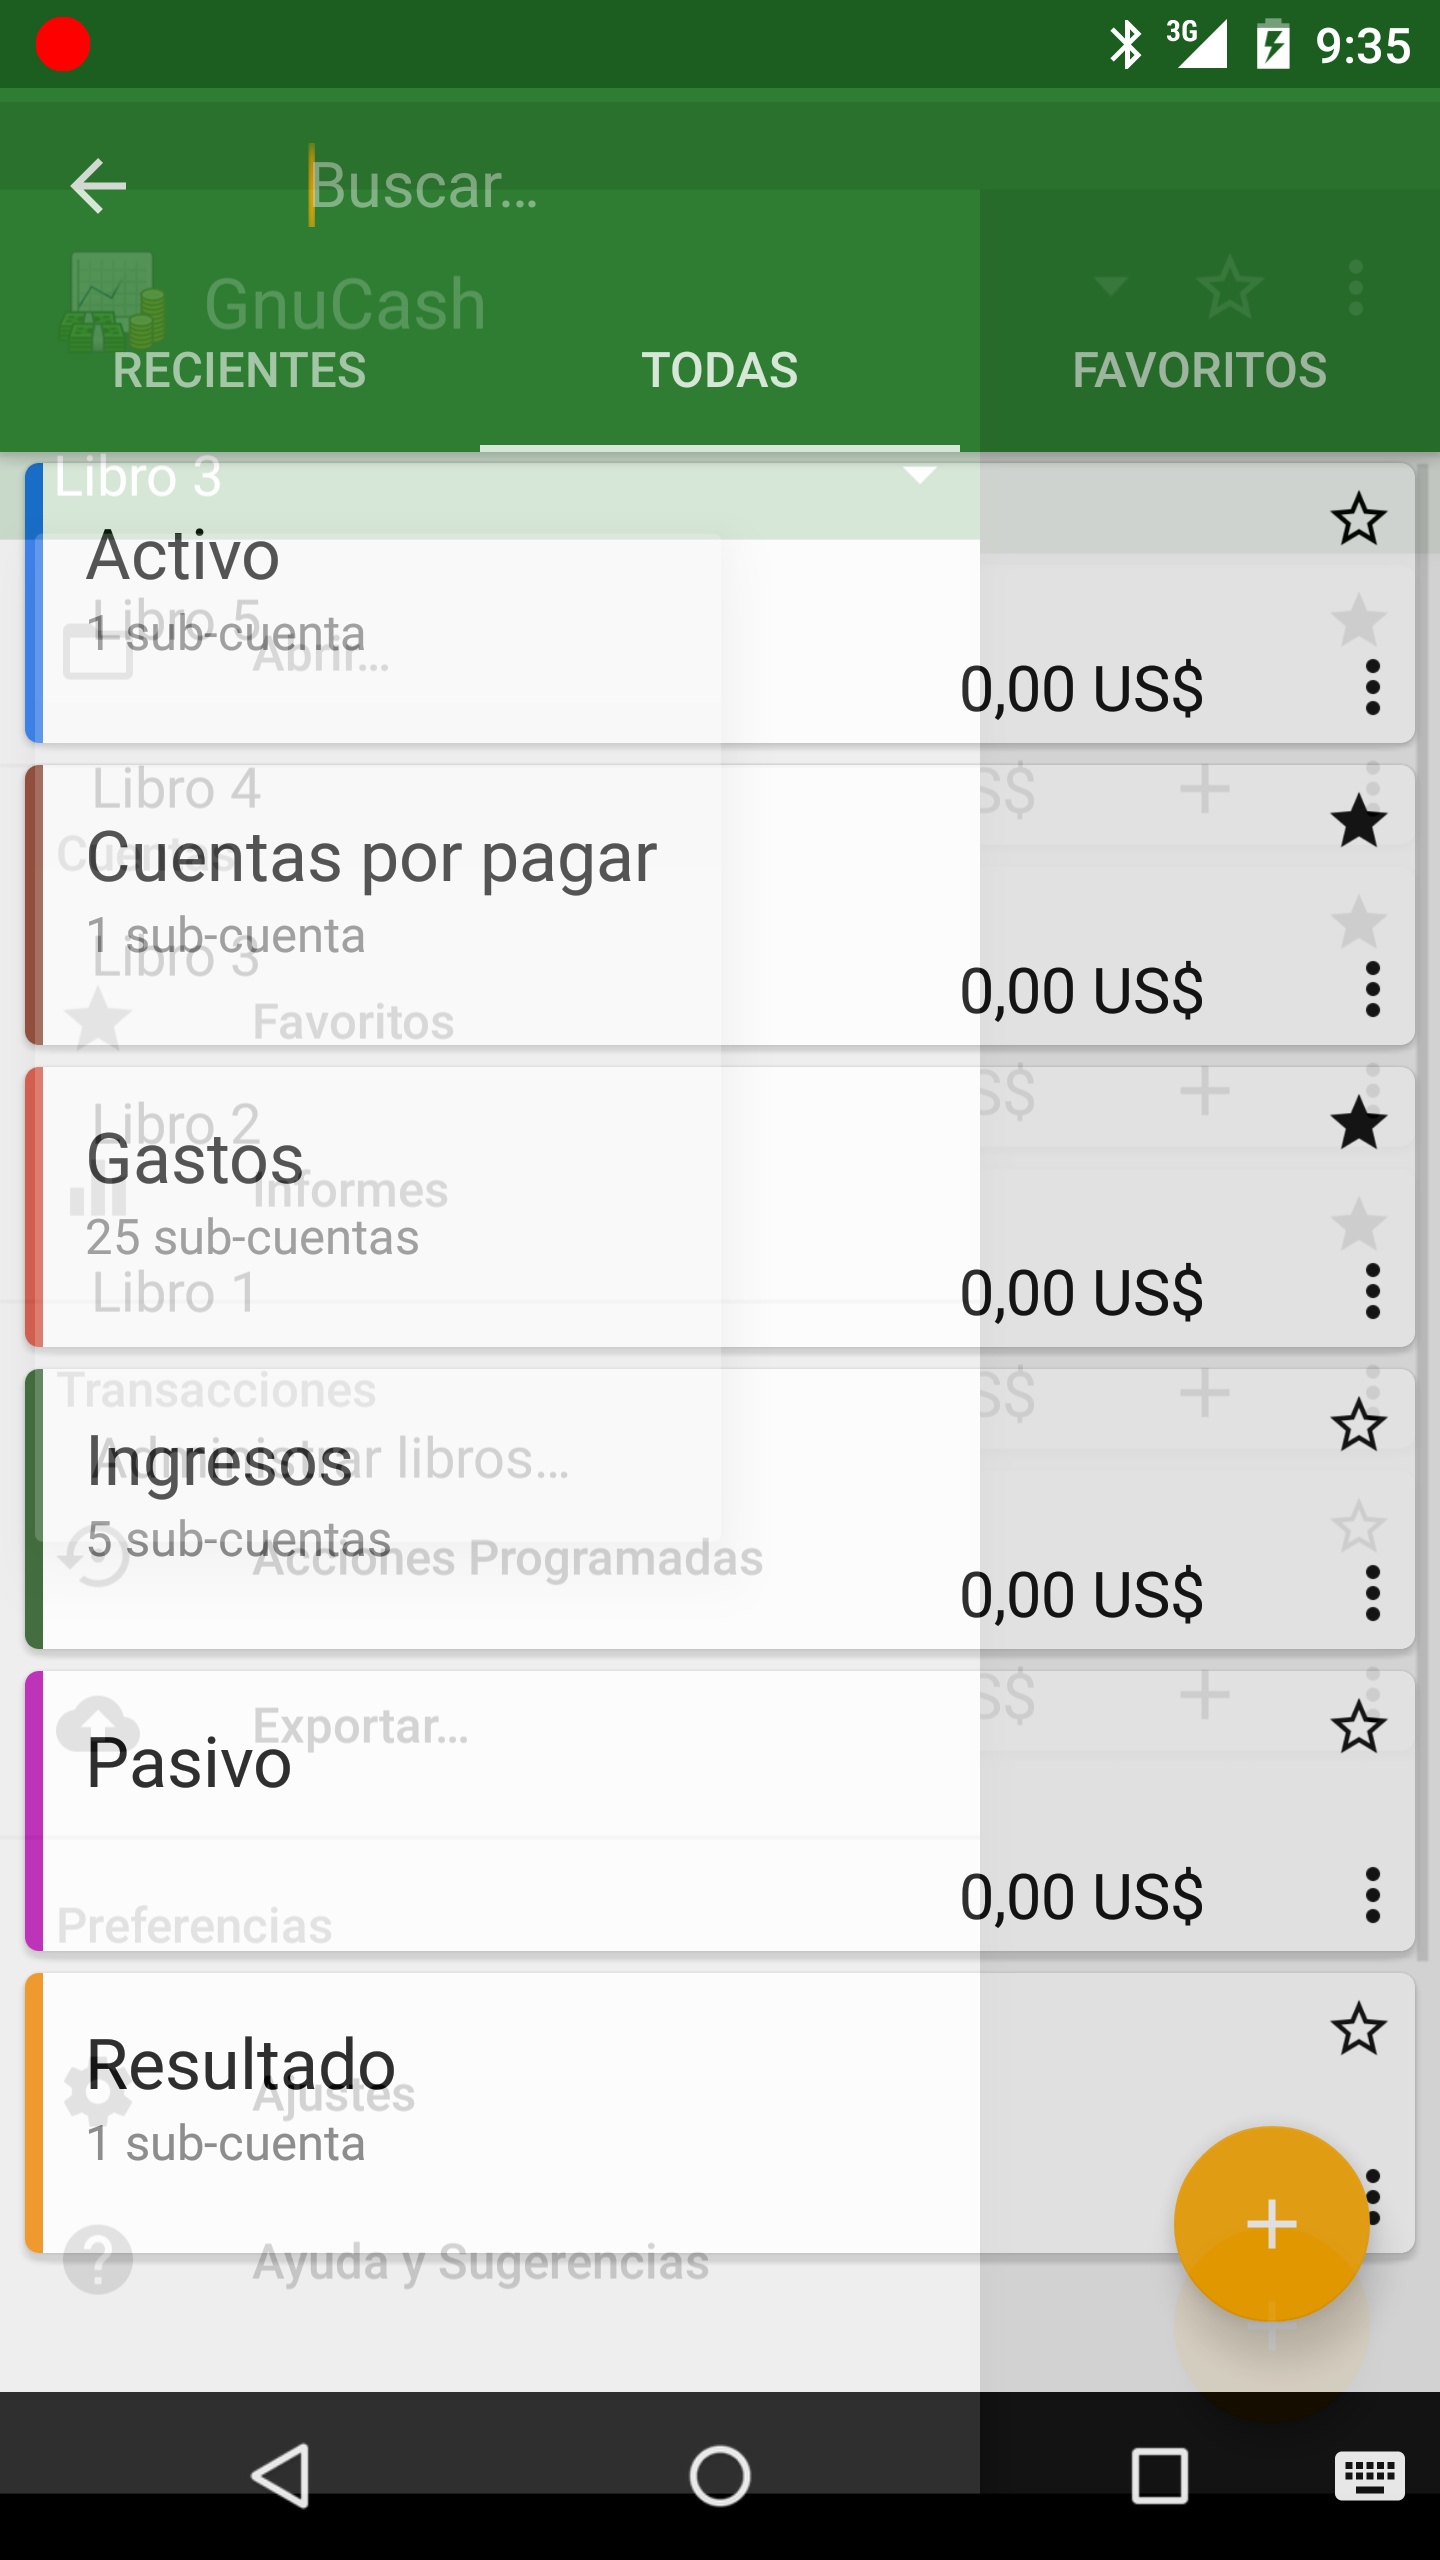 3G 9:35
Buscar...
GnuCash
RECIENTES TODAS FAVORITOS
Libro 3
Activo
Libro 5
1 sub-cuenta
Abrir...
0,00 US$
Libro 4
S$
Cuentas por pagar
Cuentas
1 sub-cuenta
Libro 3
0,00 US$
Favoritos
S$
Libro 2
Gastos
Informes
25 sub-cuentas
Libro 1
0,00 US$
Transacciones
S$
Ingresos
Administrar libros...
5 sub-cuentas
Acciones Programadas
0,00 US$
S$
Exportar...
Pasivo
0,00 US$
Preferencias
Resultado
Ajustes
1 sub-cuenta
Ayuda y Sugerencias